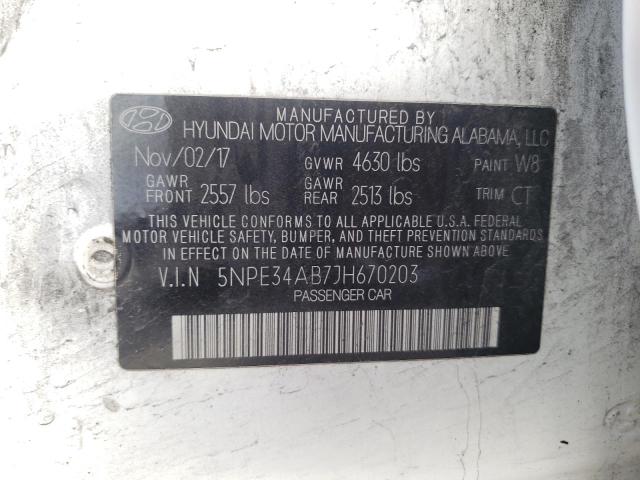 MANUFACTURED BY
HYUNDAI MOTOR MANUFACTURING ALABAMA, LLC
Nov/02/17 GVWR 4630 lbs PAINT W8
GAWR FRONT 2557 lbs GAWR REAR 2513 lbs TRIM CT
THIS VEHICLE CONFORMS TO ALL APPLICABLE U.S.A. FEDERAL
MOTOR VEHICLE SAFETY, BUMPER, AND THEFT PREVENTION STANDARDS
IN EFFECT ON THE DATE OF MANUFACTURE SHOWN ABOVE
V.I.N 5NPE34AB7JH670203
PASSENGER CAR